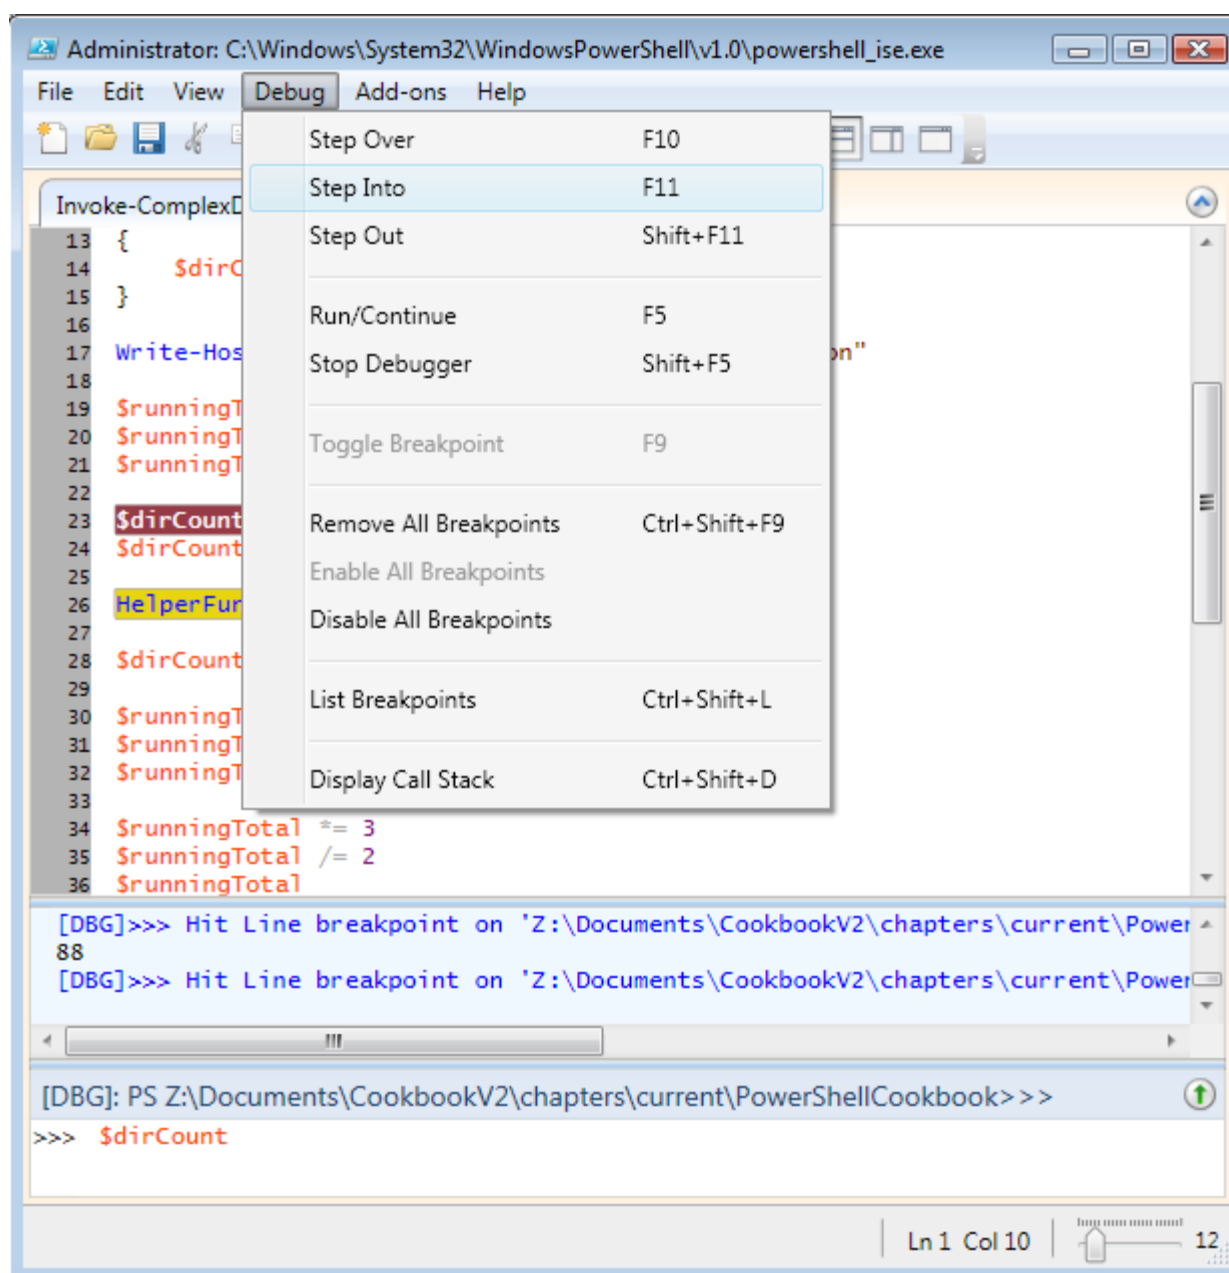 Administrator: C:\Windows\System32\WindowsPowerShell\v1.0\powershell_ise.exe
File Edit View Debug Add-ons Help
Step Over F10
Step Into F11
Step Out Shift+F11
Run/Continue F5
Stop Debugger Shift+F5
Toggle Breakpoint F9
Remove All Breakpoints Ctrl+Shift+F9
Enable All Breakpoints
Disable All Breakpoints
List Breakpoints Ctrl+Shift+L
Display Call Stack Ctrl+Shift+D
Invoke-ComplexD
13 {
14 $dirC
15 }
16
17 Write-Hos on"
18
19 $runningT
20 $runningT
21 $runningT
22
23 $dirCount
24 $dirCount
25
26 HelperFun
27
28 $dirCount
29
30 $runningT
31 $runningT
32 $runningT
33
34 $runningTotal *= 3
35 $runningTotal /= 2
36 $runningTotal
[DBG]>>> Hit Line breakpoint on 'Z:\Documents\CookbookV2\chapters\current\Power
88
[DBG]>>> Hit Line breakpoint on 'Z:\Documents\CookbookV2\chapters\current\Power
[DBG]: PS Z:\Documents\CookbookV2\chapters\current\PowerShellCookbook>>>
>>> $dirCount
Ln 1 Col 10 12